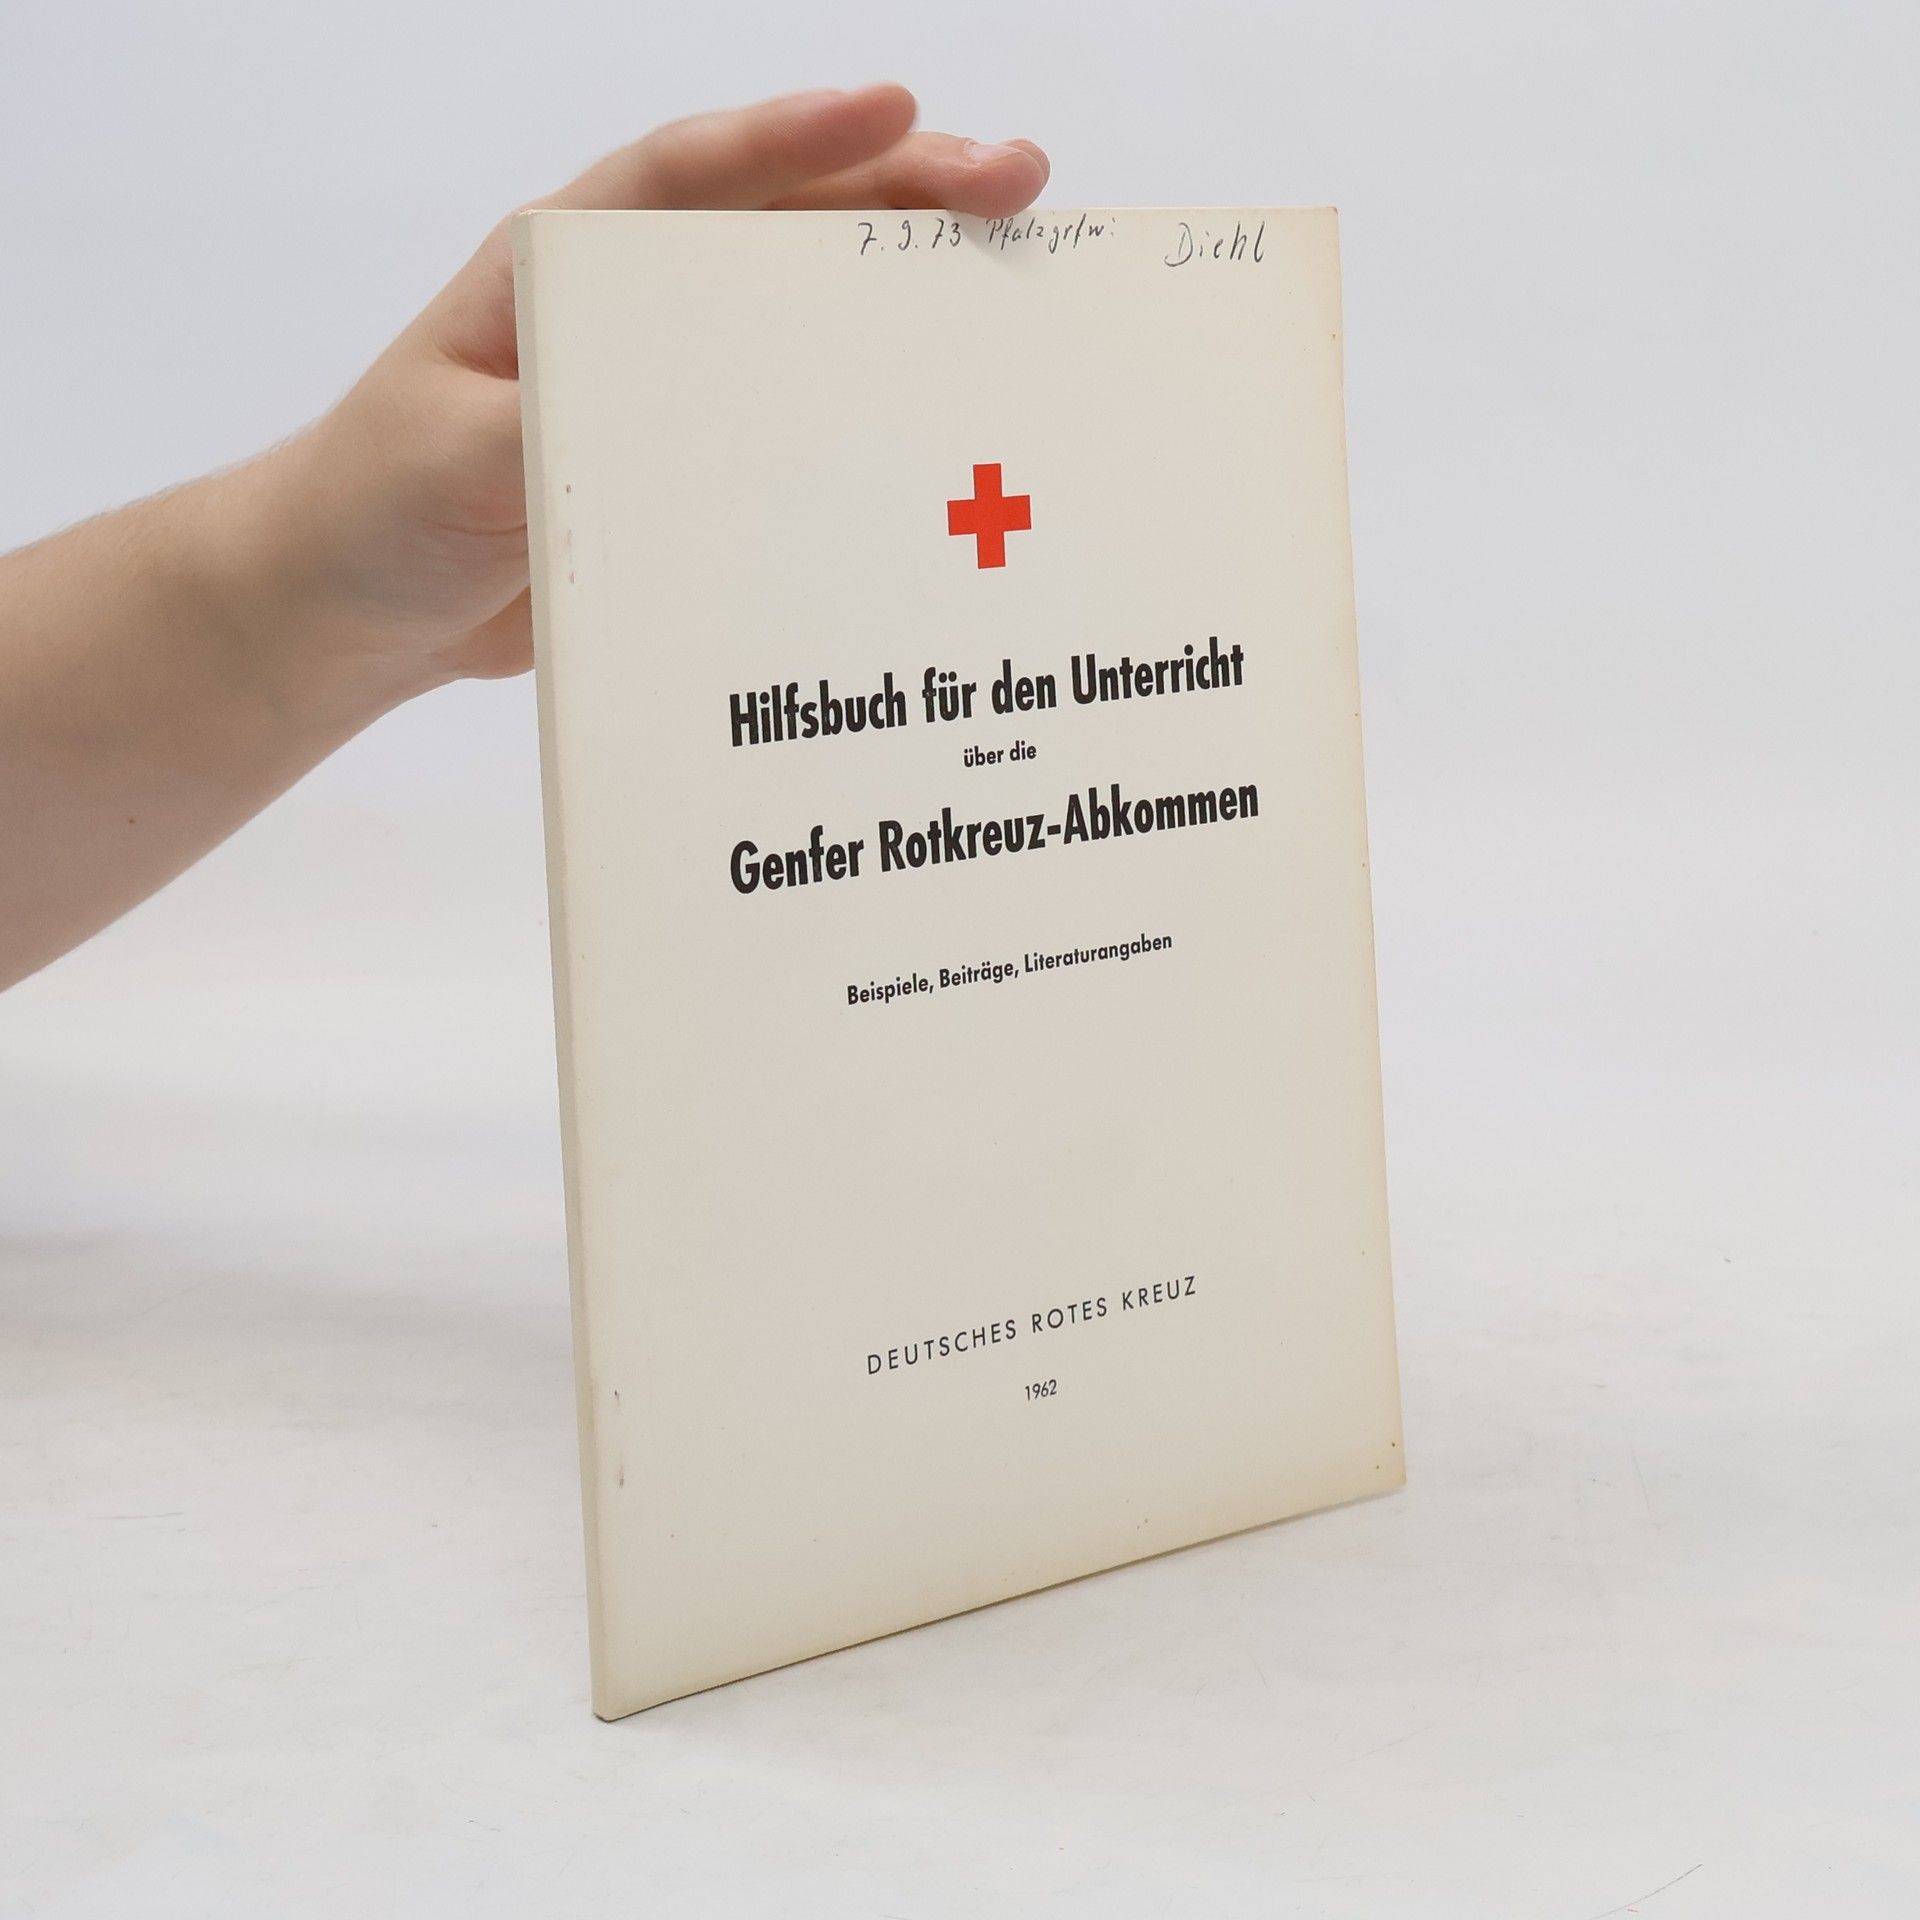 7. 9. 73 Pfalzgrfw: Diehl
Hilfsbuch für den Unterricht
über die
Genfer Rotkreuz-Abkommen
Beispiele, Beiträge, Literaturangaben
DEUTSCHES ROTES KREUZ
1962